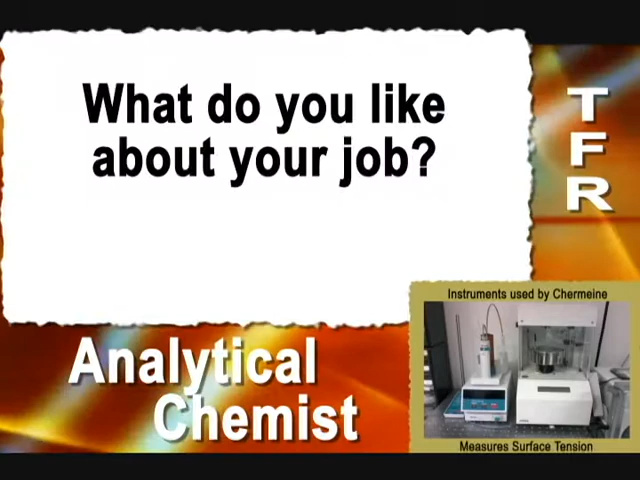 What do you like
about your job?
T
F
R
Instruments used by Chermeine
Measures Surface Tension
Analytical
Chemist